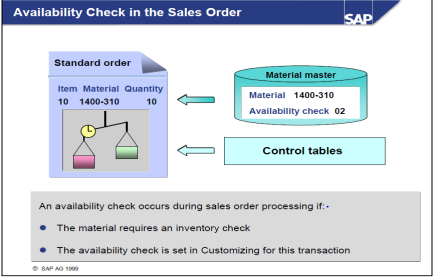 Availability Check in the Sales Order
SAP
Standard order
Item Material Quantity
10 1400-310 10
Material master
Material 1400-310
Availability check 02
Control tables
An availability check occurs during sales order processing if:
The material requires an inventory check
The availability check is set in Customizing for this transaction
© SAP AG 1999